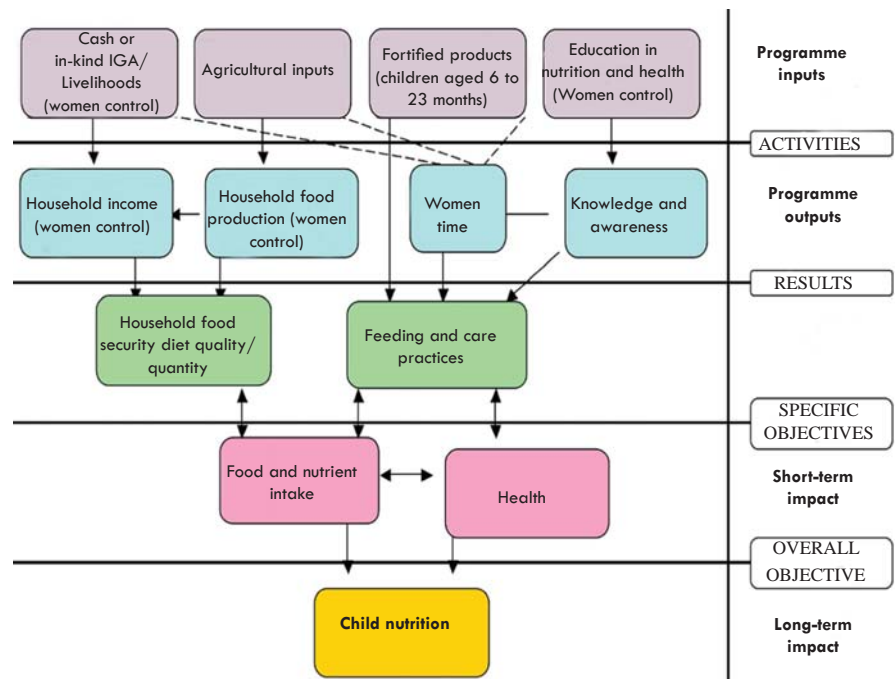 Cash or
in-kind IGA/
Livelihoods
(women control)
Agricultural inputs
Fortified products
(children aged 6 to
23 months)
Education in
nutrition and health
(Women control)
Programme
inputs
ACTIVITIES
Household income
(women control)
Household food
production (women
control)
Women
time
Knowledge and
awareness
Programme
outputs
RESULTS
Household food
security diet quality/
quantity
Feeding and care
practices
SPECIFIC
OBJECTIVES
Food and nutrient
intake
Health
Short-term
impact
OVERALL
OBJECTIVE
Child nutrition
Long-term
impact